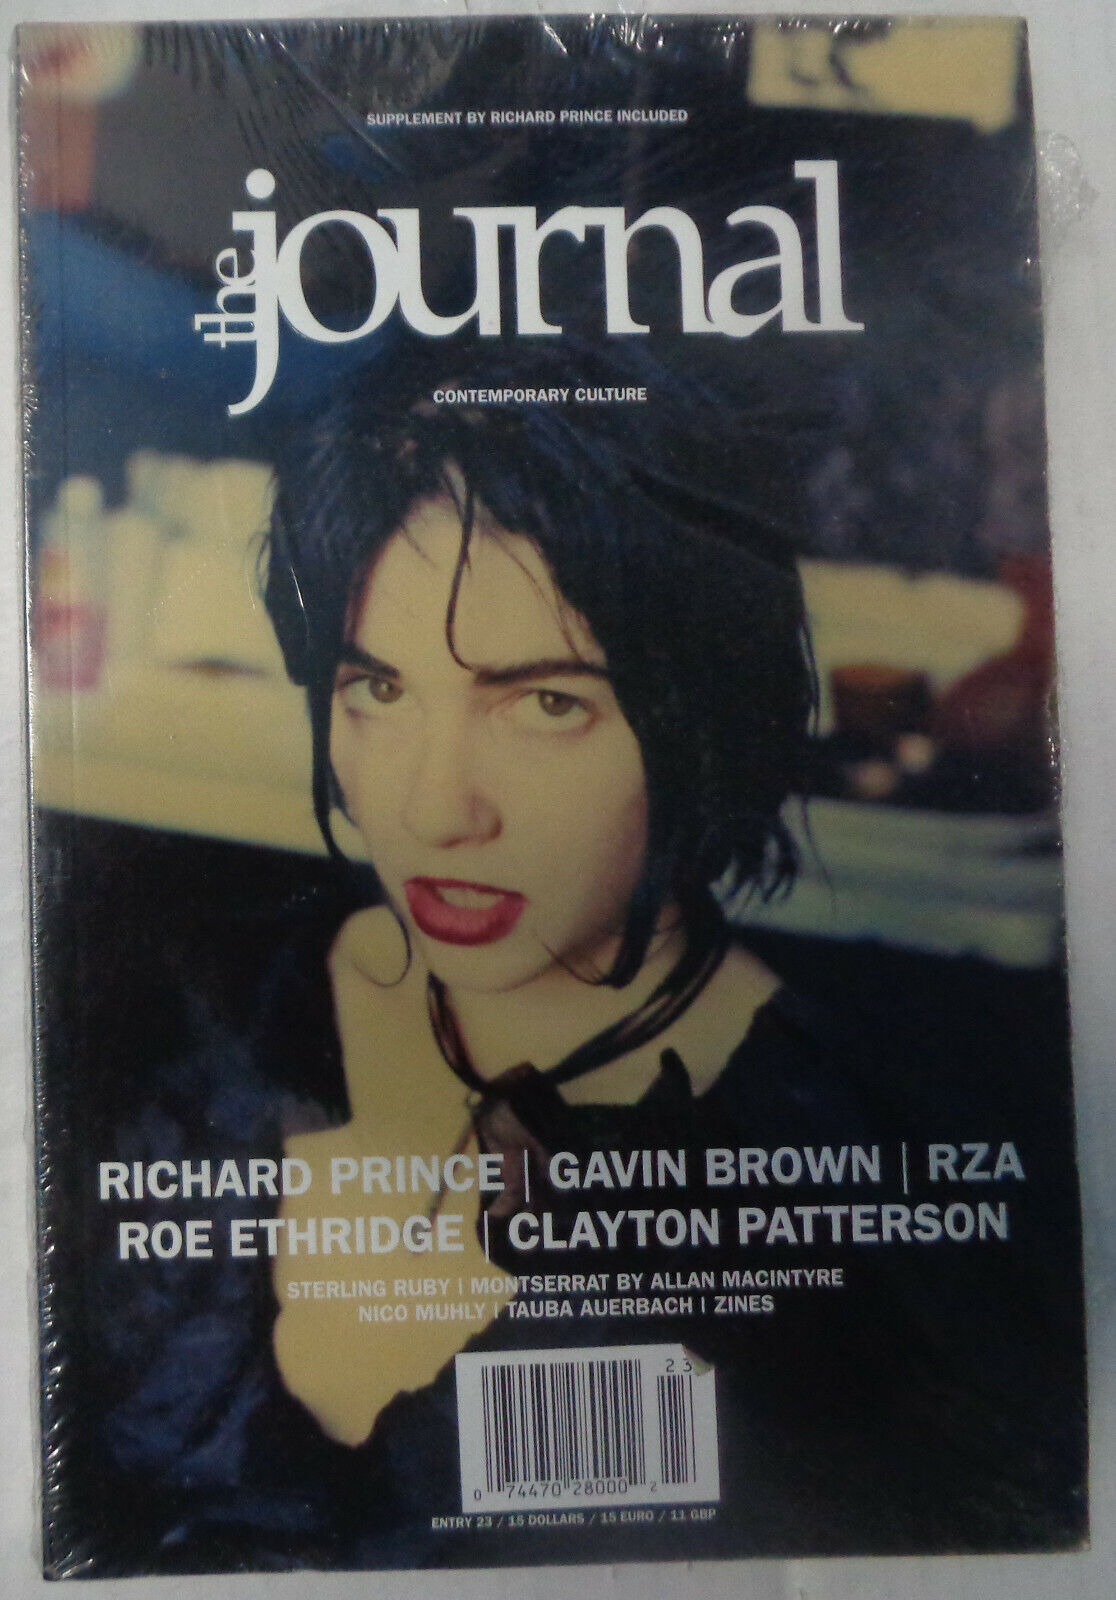 SUPPLEMENT BY RICHARD PRINCE INCLUDED
the journal
CONTEMPORARY CULTURE
RICHARD PRINCE | GAVIN BROWN | RZA
ROE ETHRIDGE | CLAYTON PATTERSON
STERLING RUBY | MONTSERRAT BY ALLAN MACINTYRE
NICO MUHLY | TAUBA AUERBACH | ZINES
23
0 74470 28000 2
ENTRY 23 / 15 DOLLARS / 15 EURO / 11 GBP